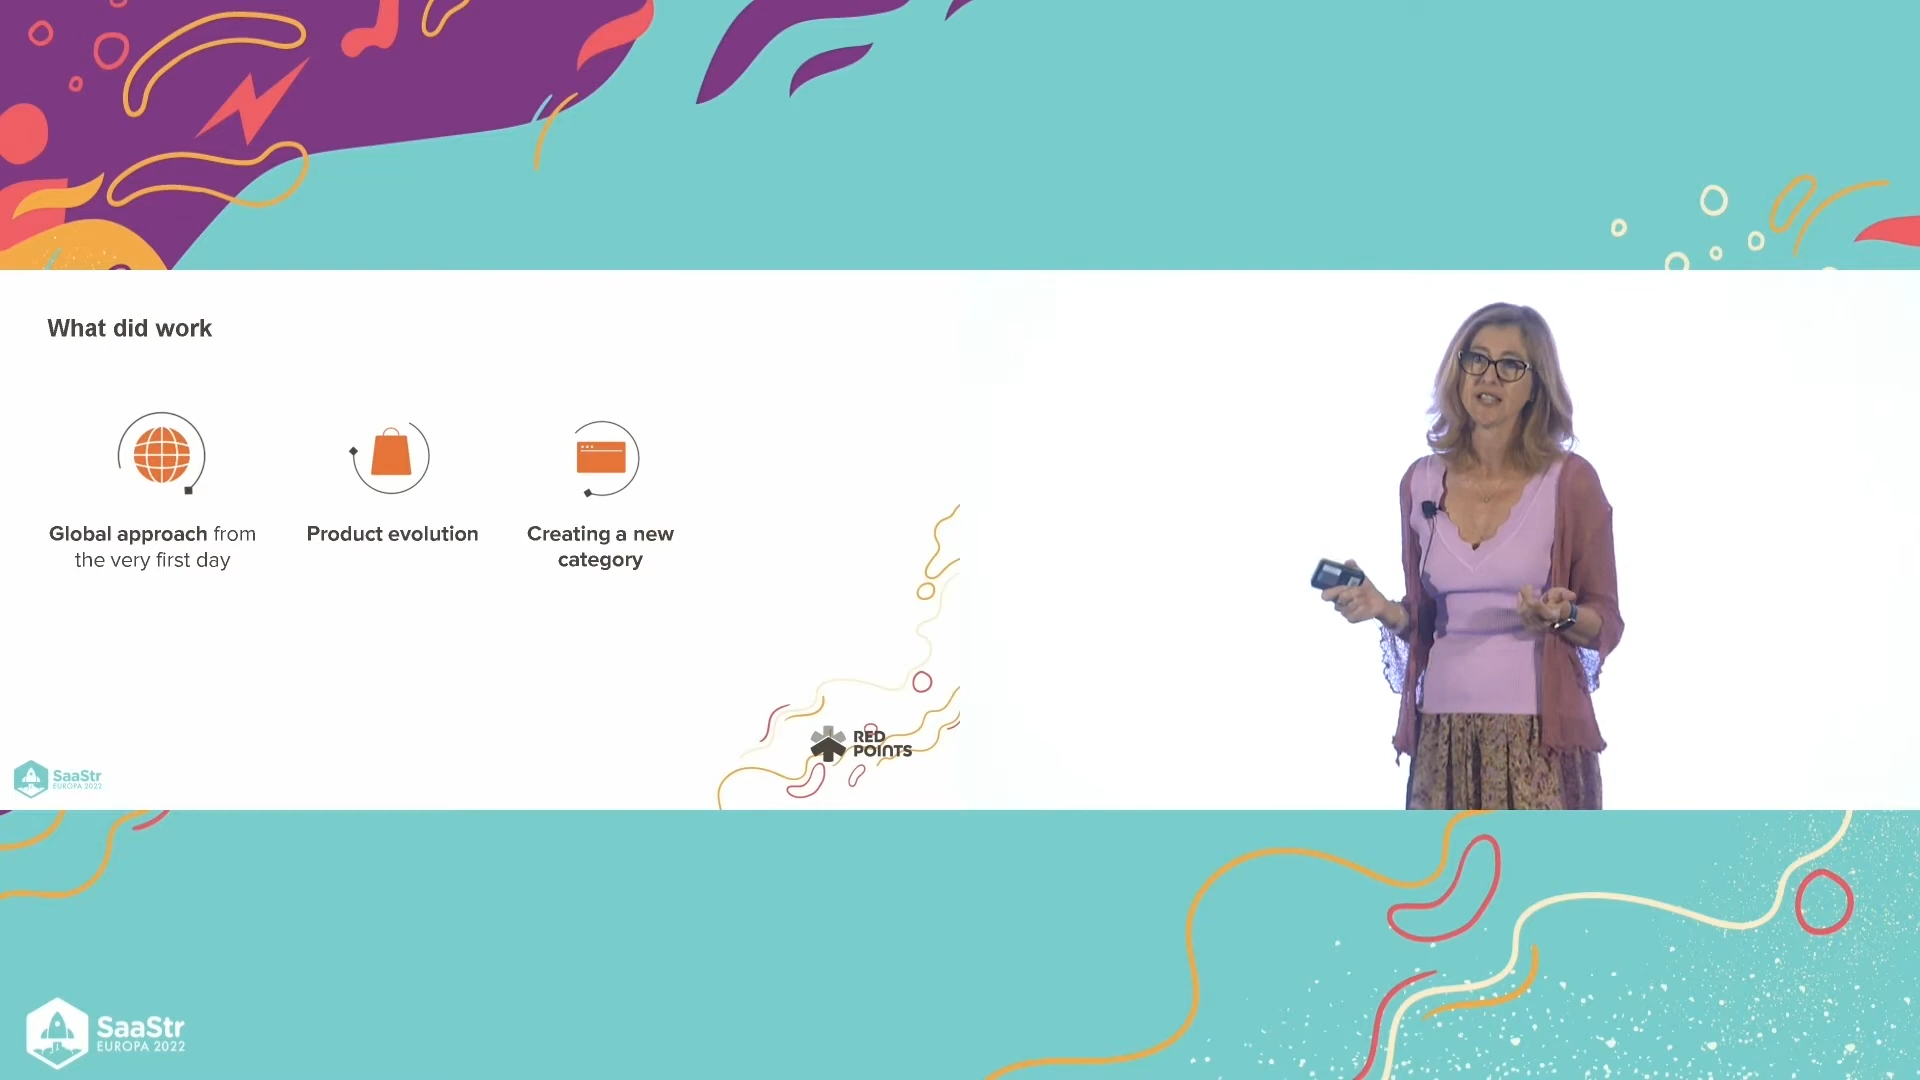 What did work
Global approach from
the very first day
Product evolution
Creating a new
category
RED
POINTS
SaaStr
EUROPA 2022
SaaStr
EUROPA 2022